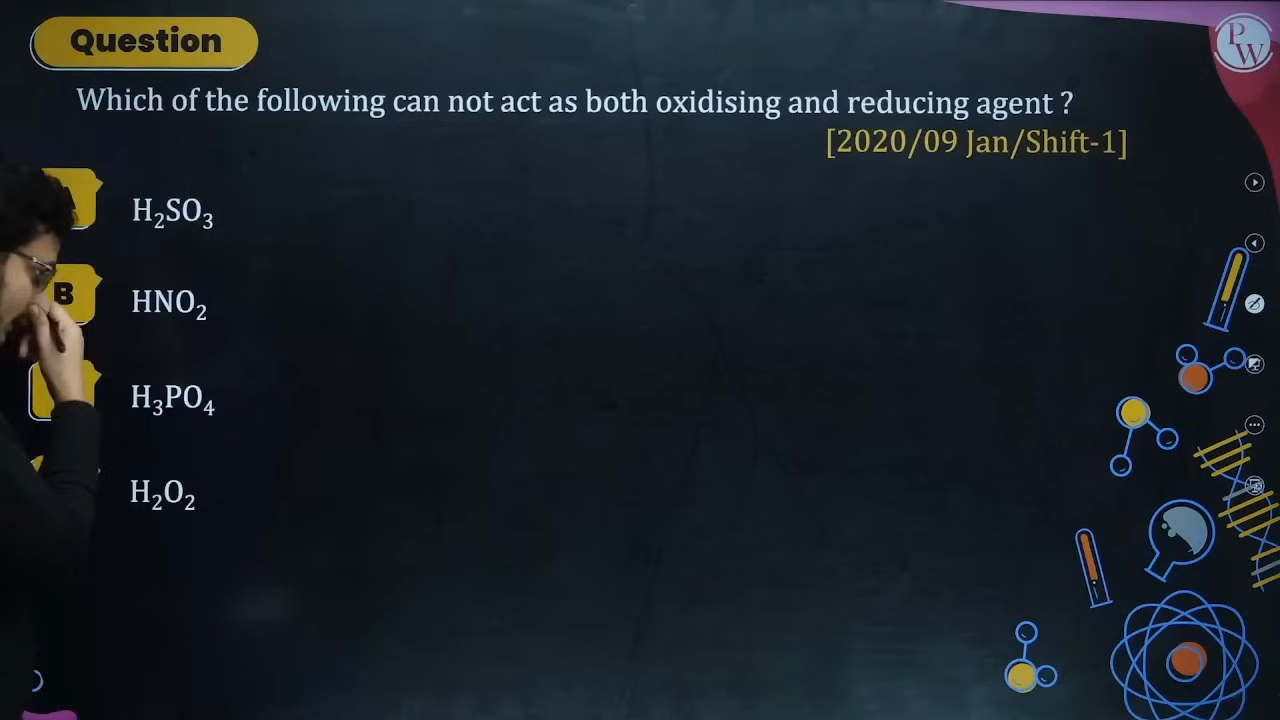 Question
PW
Which of the following can not act as both oxidising and reducing agent ?
[2020/09 Jan/Shift-1]
H₂SO₃
B
HNO₂
H₃PO₄
H₂O₂